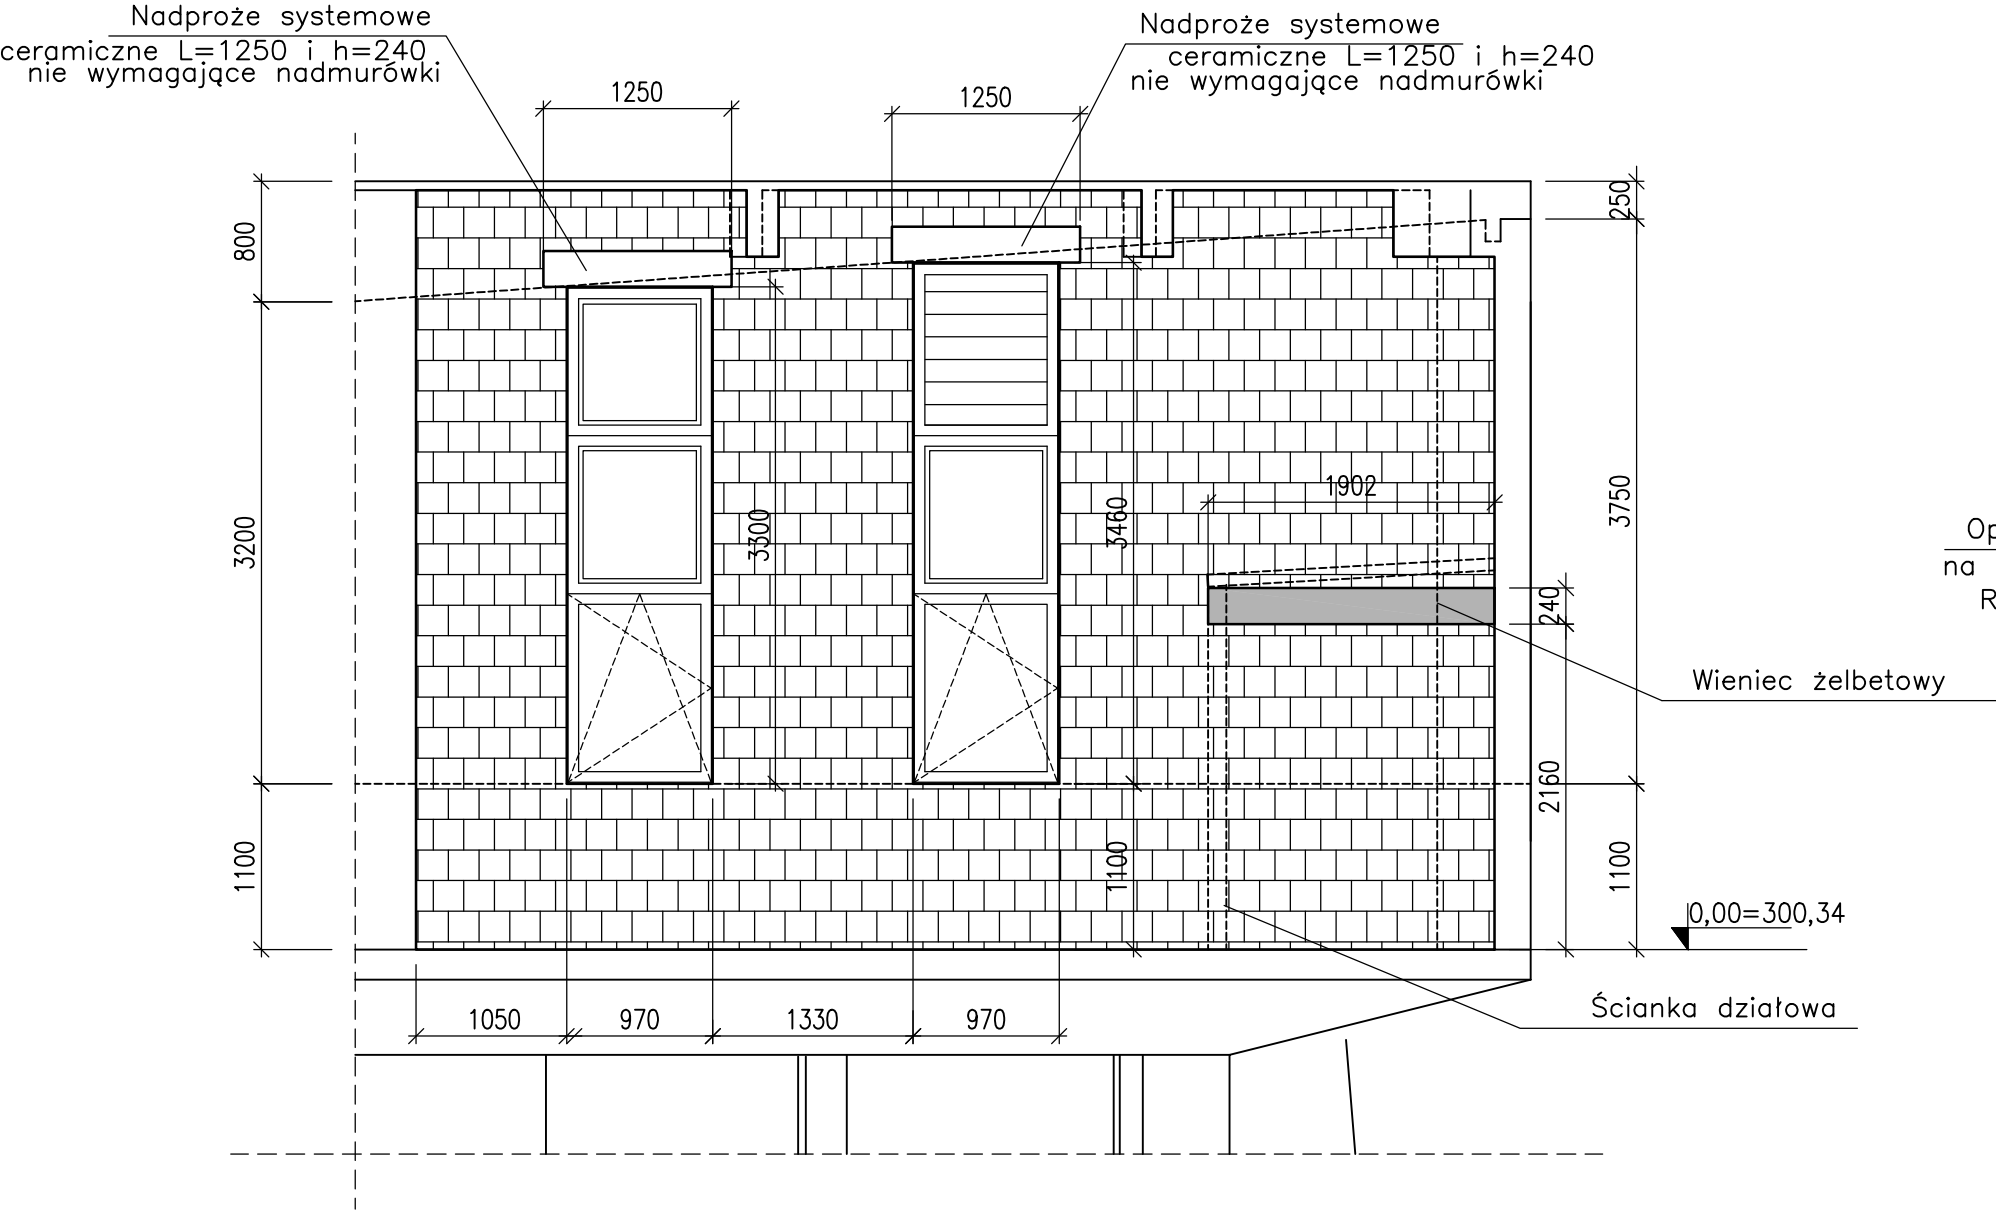 Nadproże systemowe
ceramiczne L=1250 i h=240
nie wymagające nadmurówki
Nadproże systemowe
ceramiczne L=1250 i h=240
nie wymagające nadmurówki
1250
1250
250
800
1902
3750
3200
3300
3460
Op
na
R
240
Wieniec żelbetowy
2160
1100
1100
1100
0,00=300,34
Ścianka działowa
1050
970
1330
970